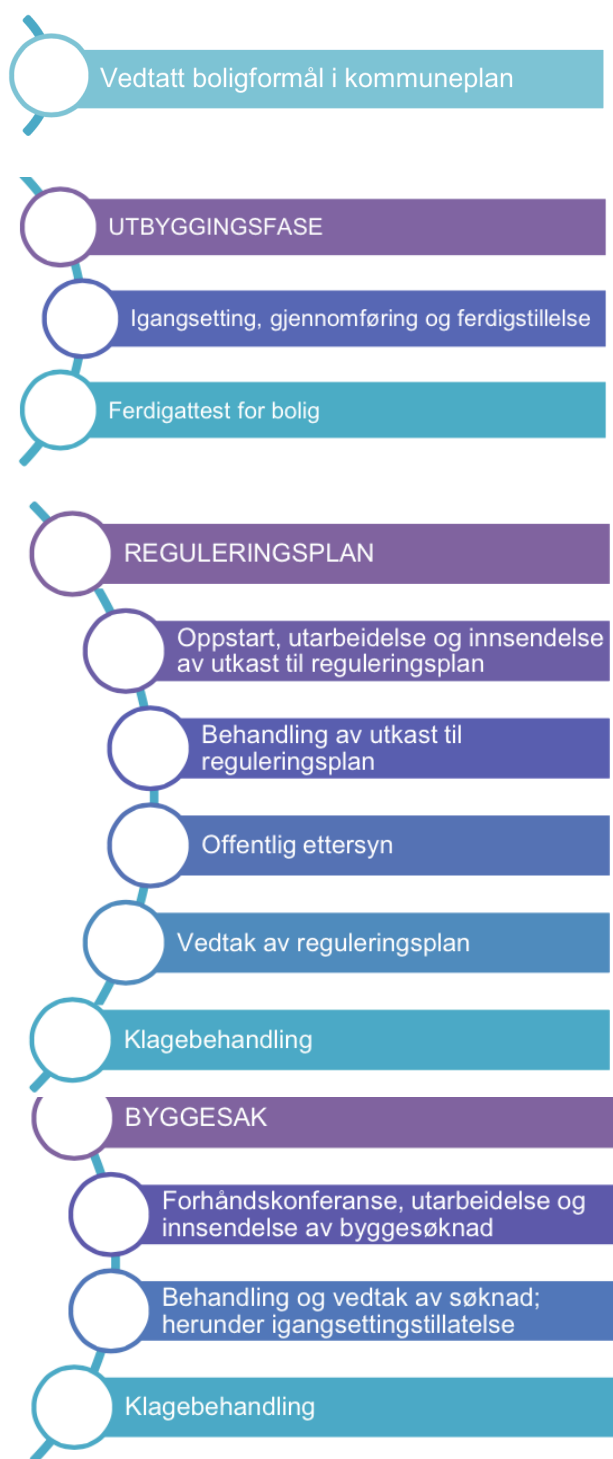 Vedtatt boligformål i kommuneplan
UTBYGGINGSFASE
Igangsetting, gjennomføring og ferdigstillelse
Ferdigattest for bolig
REGULERINGSPLAN
Oppstart, utarbeidelse og innsendelse
av utkast til reguleringsplan
Behandling av utkast til
reguleringsplan
Offentlig ettersyn
Vedtak av reguleringsplan
Klagebehandling
BYGGESAK
Forhåndskonferanse, utarbeidelse og
innsendelse av byggesøknad
Behandling og vedtak av søknad;
herunder igangsettingstillatelse
Klagebehandling